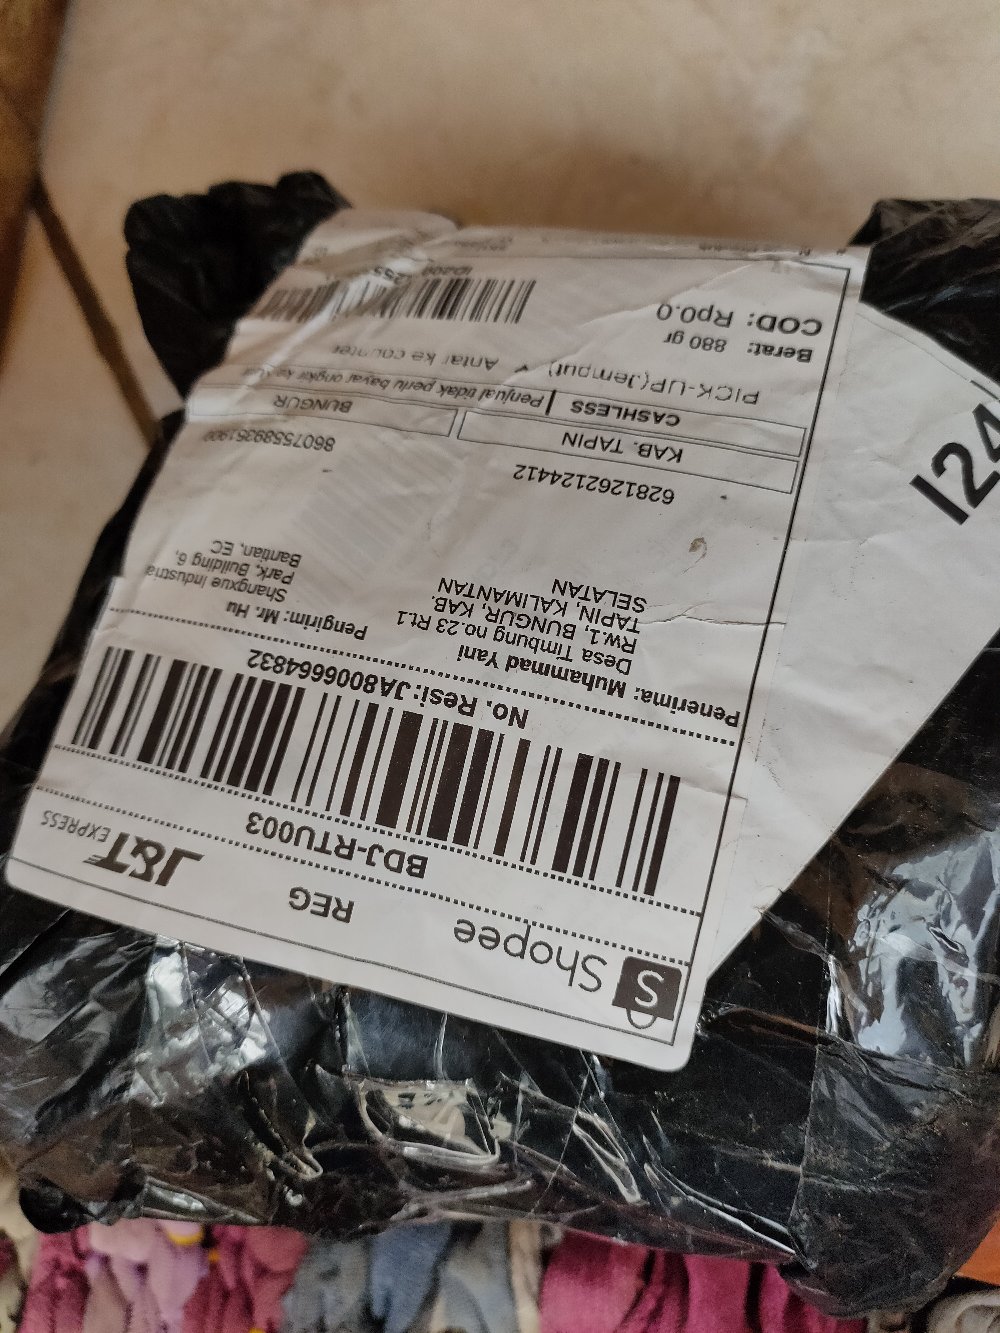 Shopee
REG
J&T EXPRESS
BDJ-RTU003
No. Resi: JA8006664832
Penerima: Muhammad Yani
Desa Timbung no.23 Rt.1
Rw.1, BUNGUR, KAB.
TAPIN, KALIMANTAN
SELATAN
6281262124412
Pengirim: Mr. Hu
Shangxue Industria
Park, Building 6,
Bantian, EC
KAB. TAPIN
BUNGUR
CASHLESS
Penjual tidak perlu bayar ongkir ke
PICK-UP(Jemput)
Antar ke counter
Berat: 880 gr
COD: Rp0.0
I24